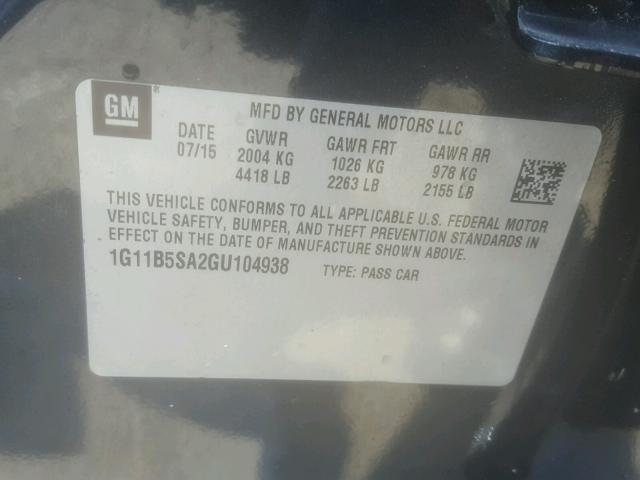 GM
MFD BY GENERAL MOTORS LLC
DATE GVWR GAWR FRT GAWR RR
07/15 2004 KG 1026 KG 978 KG
4418 LB 2263 LB 2155 LB
THIS VEHICLE CONFORMS TO ALL APPLICABLE U.S. FEDERAL MOTOR
VEHICLE SAFETY, BUMPER, AND THEFT PREVENTION STANDARDS IN
EFFECT ON THE DATE OF MANUFACTURE SHOWN ABOVE.
1G11B5SA2GU104938 TYPE: PASS CAR